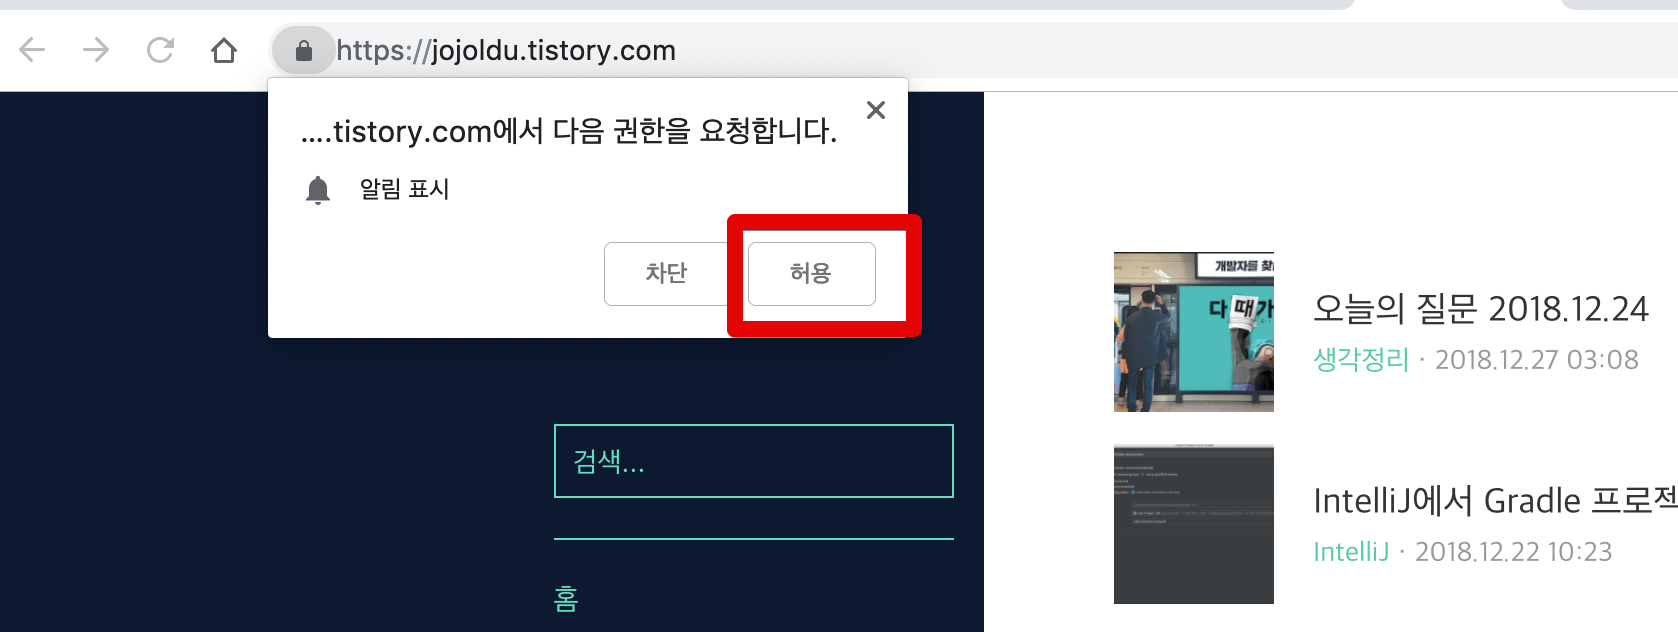 https://jojoldu.tistory.com
....tistory.com에서 다음 권한을 요청합니다.
알림 표시
차단
허용
검색...
홈
개발자를 찾
다 때가
오늘의 질문 2018.12.24
생각정리 · 2018.12.27 03:08
IntelliJ에서 Gradle 프로젝
IntelliJ · 2018.12.22 10:23